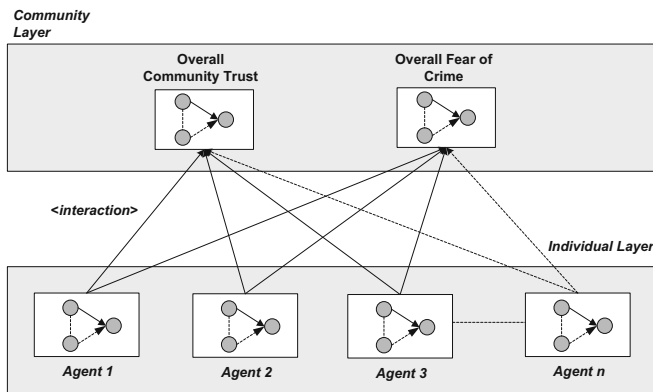 Community
Layer
Overall
Community Trust
Overall Fear of
Crime
<interaction>
Individual Layer
Agent 1
Agent 2
Agent 3
Agent n